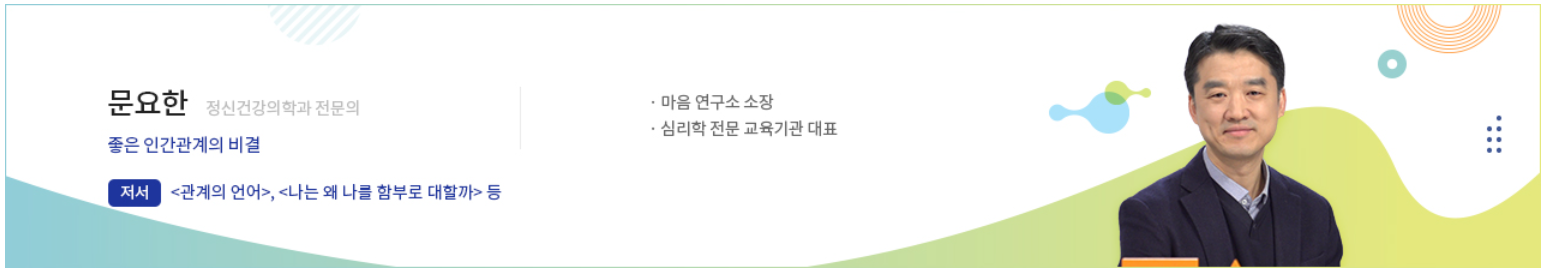 문요한 정신건강의학과 전문의
좋은 인간관계의 비결
저서 <관계의 언어>, <나는 왜 나를 함부로 대할까> 등
· 마음 연구소 소장
· 심리학 전문 교육기관 대표